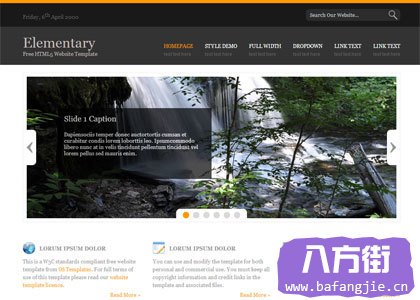 Friday, 6th April 2000
Search Our Website...
Elementary
Free HTML5 Website Template
HOMEPAGE STYLE DEMO FULL WIDTH DROPDOWN LINK TEXT LINK TEXT
text text here text text here text text here text text here text text here
Slide 1 Caption
Dapiensociis temper donec auctortortis cumsan et
curabitur condis lorem loborttis leo. Ipsumcommodo
libero nunc at in velis tincidunt pellentum tincidunt vel
lorem pellus sed mauris enim.
LOREM IPSUM DOLOR
This is a W3C standards compliant free website
template from OS Templates. For full terms of
use of this template please read our website
template licence.
Read More »
LOREM IPSUM DOLOR
You can use and modify the template for both
personal and commercial use. You must keep all
copyright information and credit links in the
template and associated files.
Read More »
八方街
www.bafangjie.cn